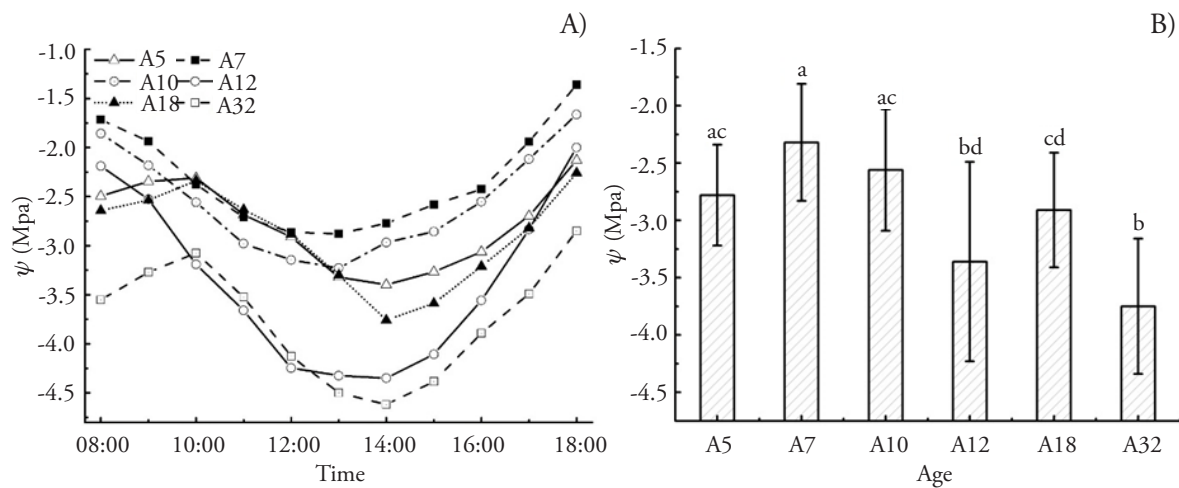 A)
-1.0
-1.5
-2.0
-2.5
-3.0
-3.5
-4.0
-4.5
ψ (Mpa)
A5 A7
A10 A12
A18 A32
08:00 10:00 12:00 14:00 16:00 18:00
Time
B)
-1.5
-2.0
-2.5
-3.0
-3.5
-4.0
-4.5
ψ (Mpa)
ac a ac bd cd b
A5 A7 A10 A12 A18 A32
Age